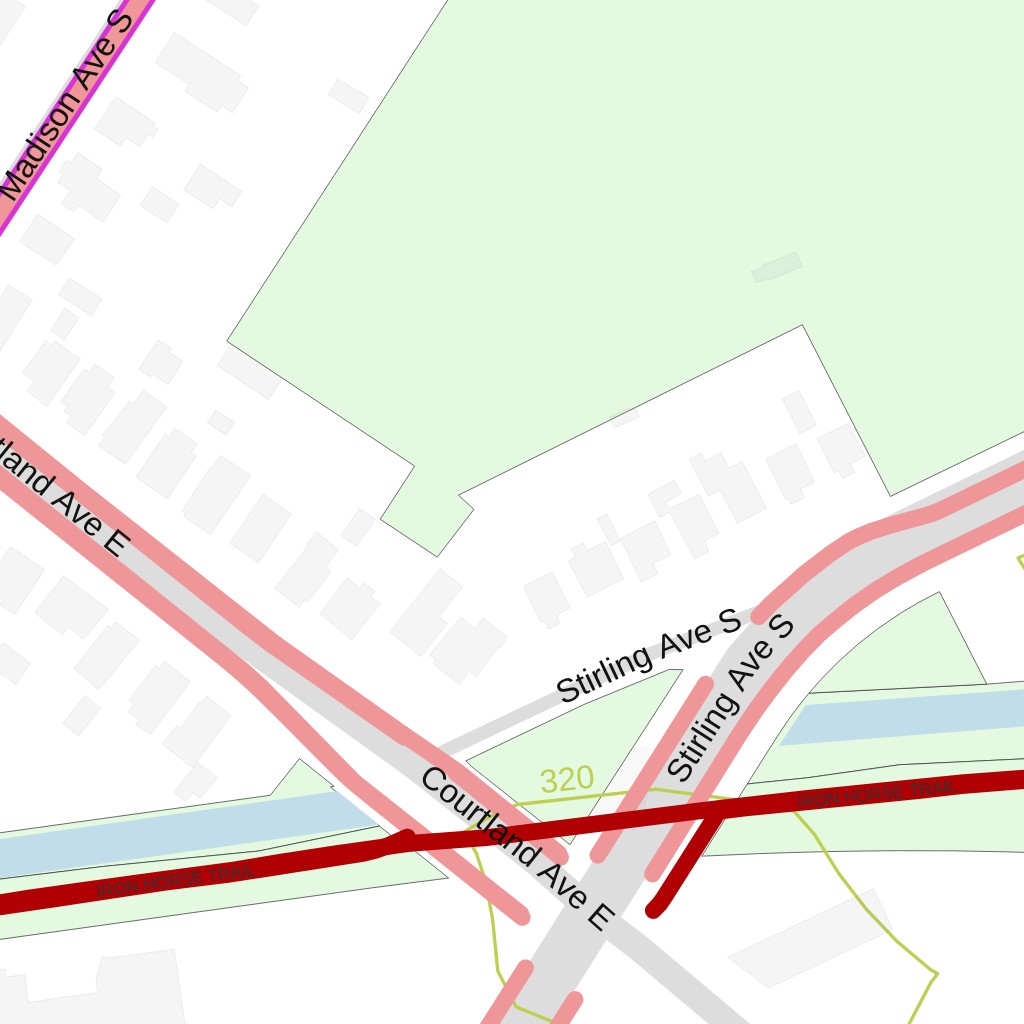 Madison Ave S
tland Ave E
Stirling Ave S
Stirling Ave S
320
Courtland Ave E
IRON HORSE TRAIL
IRON HORSE TRAIL